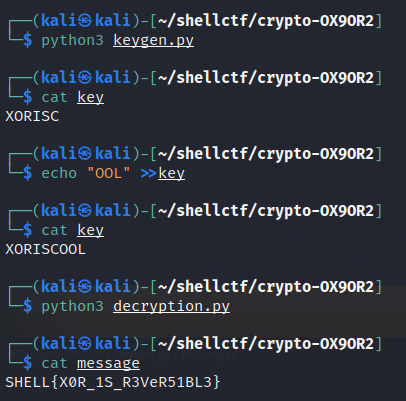 ┌──(kali㉿kali)-[~/shellctf/crypto-OX9OR2]
└─$ python3 keygen.py
┌──(kali㉿kali)-[~/shellctf/crypto-OX9OR2]
└─$ cat key
XORISC
┌──(kali㉿kali)-[~/shellctf/crypto-OX9OR2]
└─$ echo "OOL" >>key
┌──(kali㉿kali)-[~/shellctf/crypto-OX9OR2]
└─$ cat key
XORISCOOL
┌──(kali㉿kali)-[~/shellctf/crypto-OX9OR2]
└─$ python3 decryption.py
┌──(kali㉿kali)-[~/shellctf/crypto-OX9OR2]
└─$ cat message
SHELL{X0R_1S_R3VeR51BL3}